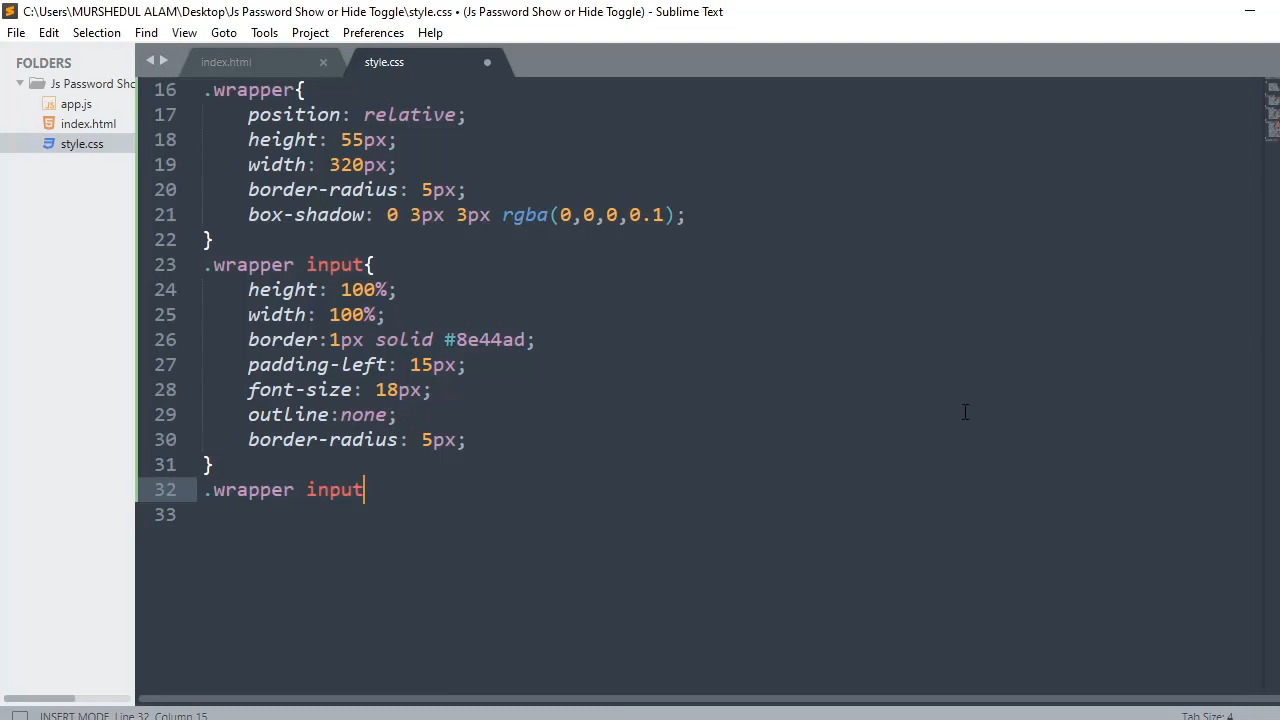 C:\Users\MURSHEDUL ALAM\Desktop\Js Password Show or Hide Toggle\style.css • (Js Password Show or Hide Toggle) - Sublime Text
File Edit Selection Find View Goto Tools Project Preferences Help
FOLDERS
Js Password Sho
app.js
index.html
style.css
index.html × style.css
16 .wrapper{
17 position: relative;
18 height: 55px;
19 width: 320px;
20 border-radius: 5px;
21 box-shadow: 0 3px 3px rgba(0,0,0,0.1);
22 }
23 .wrapper input{
24 height: 100%;
25 width: 100%;
26 border:1px solid #8e44ad;
27 padding-left: 15px;
28 font-size: 18px;
29 outline:none;
30 border-radius: 5px;
31 }
32 .wrapper input
33
INSERT MODE, Line 32, Column 15
Tab Size: 4